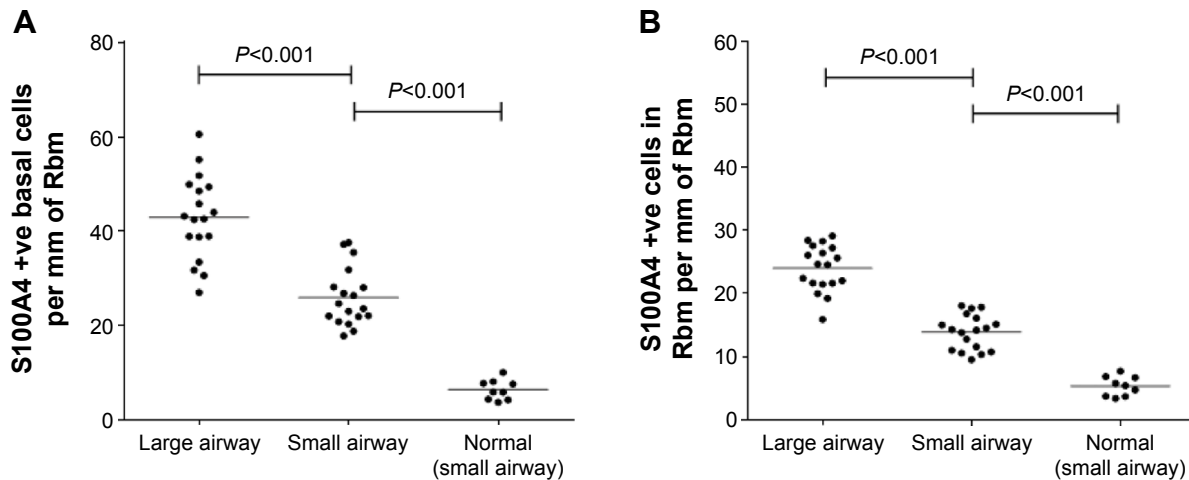 A
S100A4 +ve basal cells
per mm of Rbm
80
60
40
20
0
P<0.001
P<0.001
Large airway
Small airway
Normal
(small airway)
B
S100A4 +ve cells in
Rbm per mm of Rbm
60
50
40
30
20
10
0
P<0.001
P<0.001
Large airway
Small airway
Normal
(small airway)